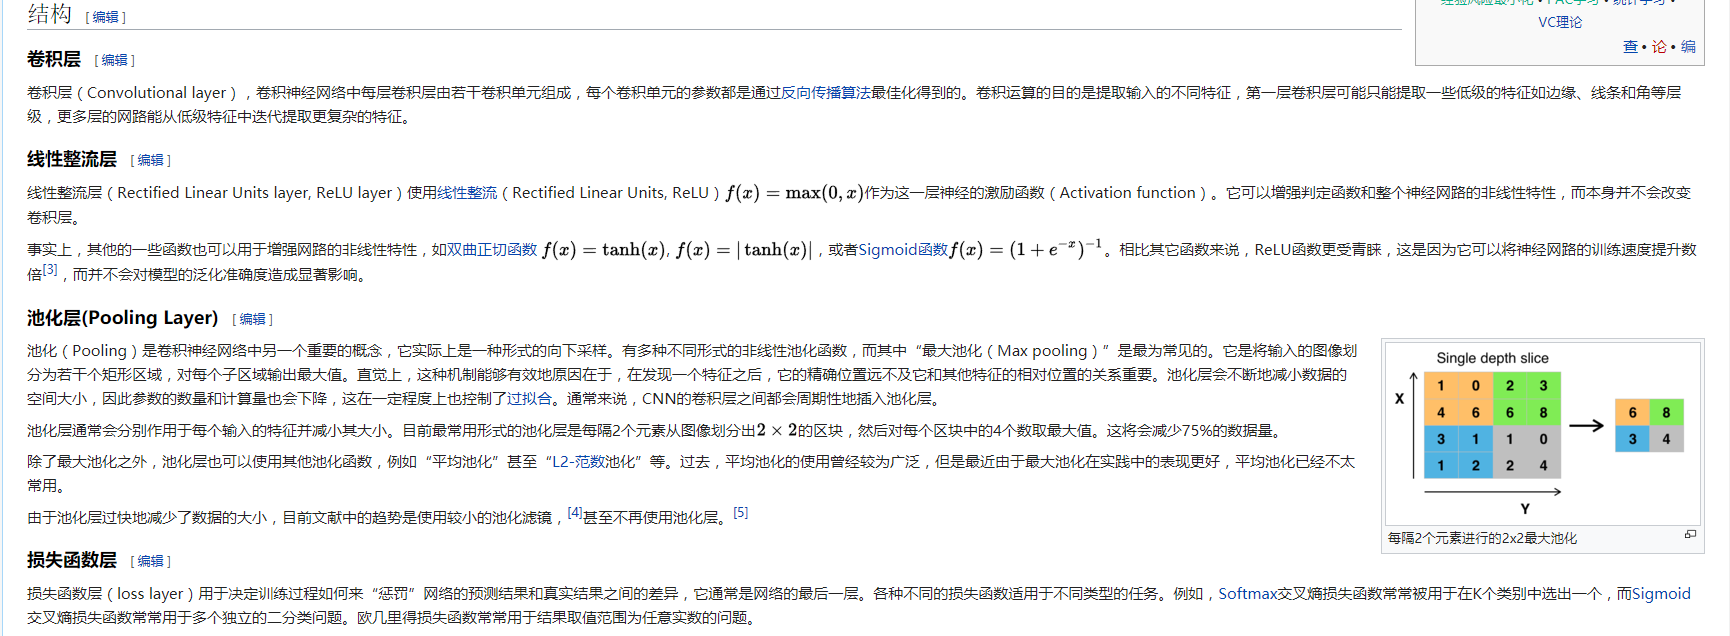 结构 [ 编辑 ]
经验风险最小化 • PAC学习 • 统计学习 •
VC理论
查 • 论 • 编
卷积层 [ 编辑 ]
卷积层（Convolutional layer），卷积神经网络中每层卷积层由若干卷积单元组成，每个卷积单元的参数都是通过反向传播算法最佳化得到的。卷积运算的目的是提取输入的不同特征，第一层卷积层可能只能提取一些低级的特征如边缘、线条和角等层
级，更多层的网路能从低级特征中迭代提取更复杂的特征。
线性整流层 [ 编辑 ]
线性整流层（Rectified Linear Units layer, ReLU layer）使用线性整流（Rectified Linear Units, ReLU）f(x) = max(0, x)作为这一层神经的激励函数（Activation function）。它可以增强判定函数和整个神经网路的非线性特性，而本身并不会改变
卷积层。
事实上，其他的一些函数也可以用于增强网路的非线性特性，如双曲正切函数 f(x) = tanh(x), f(x) = | tanh(x)|，或者Sigmoid函数f(x) = (1 + e^{-x})^{-1}。相比其它函数来说，ReLU函数更受青睐，这是因为它可以将神经网路的训练速度提升数
倍[3]，而并不会对模型的泛化准确度造成显著影响。
池化层(Pooling Layer) [ 编辑 ]
池化（Pooling）是卷积神经网络中另一个重要的概念，它实际上是一种形式的向下采样。有多种不同形式的非线性池化函数，而其中“最大池化（Max pooling）”是最为常见的。它是将输入的图像划
分为若干个矩形区域，对每个子区域输出最大值。直觉上，这种机制能够有效地原因在于，在发现一个特征之后，它的精确位置远不及它和其他特征的相对位置的关系重要。池化层会不断地减小数据的
空间大小，因此参数的数量和计算量也会下降，这在一定程度上也控制了过拟合。通常来说，CNN的卷积层之间都会周期性地插入池化层。
池化层通常会分别作用于每个输入的特征并减小其大小。目前最常用形式的池化层是每隔2个元素从图像划分出2 × 2的区块，然后对每个区块中的4个数取最大值。这将会减少75%的数据量。
除了最大池化之外，池化层也可以使用其他池化函数，例如“平均池化”甚至“L2-范数池化”等。过去，平均池化的使用曾经较为广泛，但是最近由于最大池化在实践中的表现更好，平均池化已经不太
常用。
由于池化层过快地减少了数据的大小，目前文献中的趋势是使用较小的池化滤镜，[4]甚至不再使用池化层。[5]
Single depth slice
X
1 0 2 3
4 6 6 8
3 1 1 0
1 2 2 4
6 8
3 4
Y
每隔2个元素进行的2x2最大池化
损失函数层 [ 编辑 ]
损失函数层（loss layer）用于决定训练过程如何来“惩罚”网络的预测结果和真实结果之间的差异，它通常是网络的最后一层。各种不同的损失函数适用于不同类型的任务。例如，Softmax交叉熵损失函数常常被用于在K个类别中选出一个，而Sigmoid
交叉熵损失函数常常用于多个独立的二分类问题。欧几里得损失函数常常用于结果取值范围为任意实数的问题。